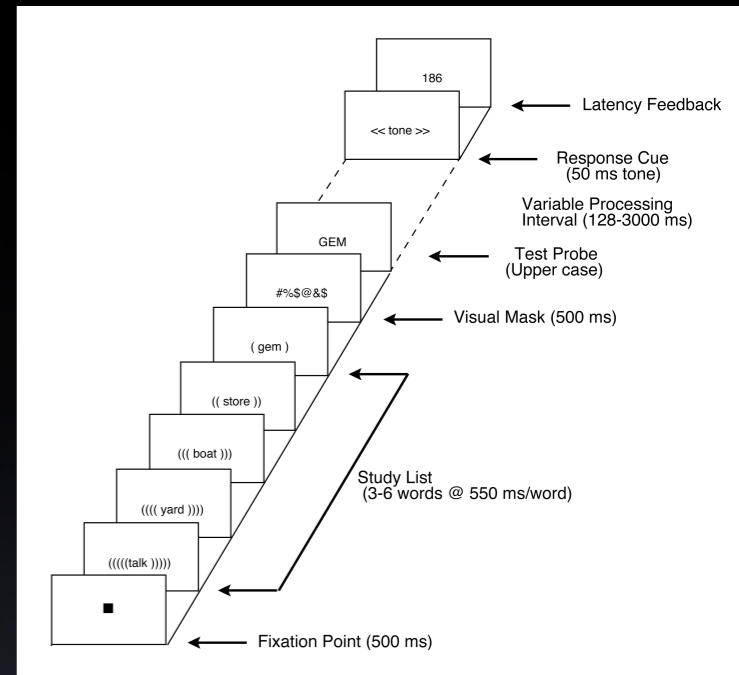 186
Latency Feedback
<< tone >>
Response Cue
(50 ms tone)
Variable Processing
Interval (128-3000 ms)
GEM
Test Probe
(Upper case)
#%$@&$
Visual Mask (500 ms)
( gem )
(( store ))
((( boat )))
Study List
(3-6 words @ 550 ms/word)
(((( yard ))))
(((((talk )))))
Fixation Point (500 ms)